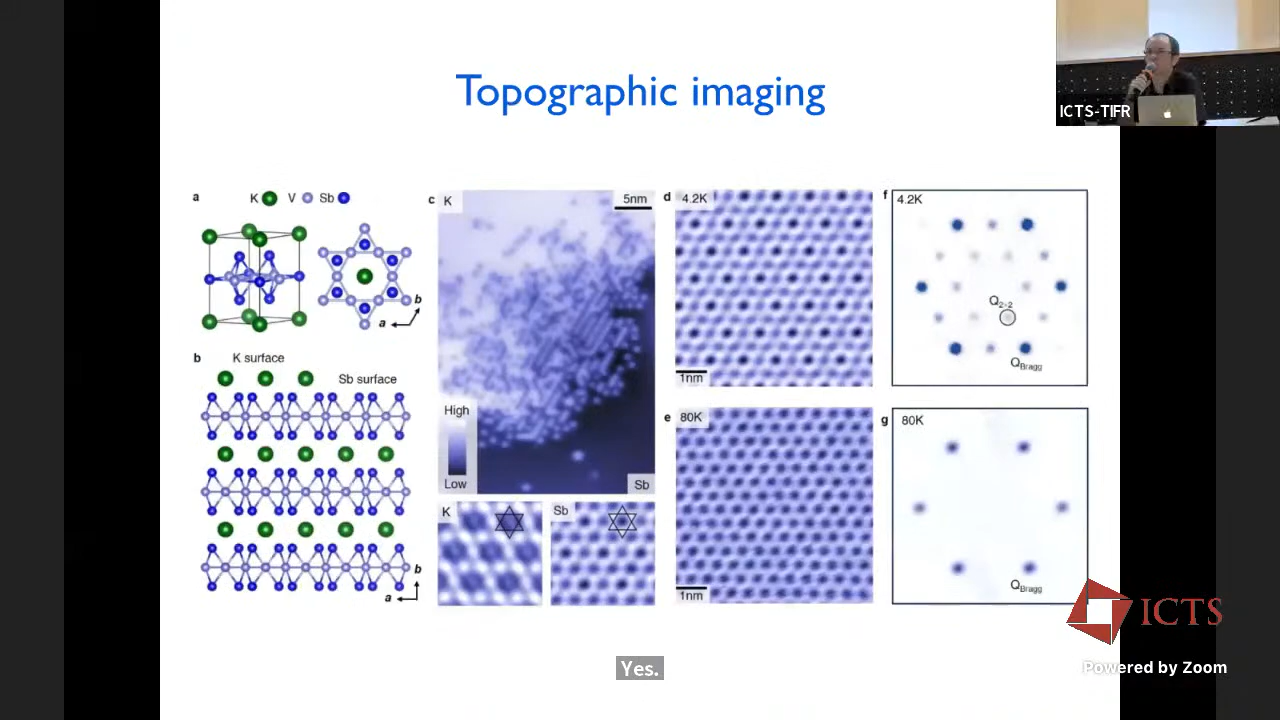 Topographic imaging
ICTS-TIFR
a
K V Sb
b
a
b
K surface
Sb surface
b
a
c
K
5nm
High
Low
Sb
K
Sb
d
4.2K
1nm
e
80K
1nm
f
4.2K
Q2×2
QBragg
g
80K
QBragg
ICTS
Yes.
Powered by Zoom